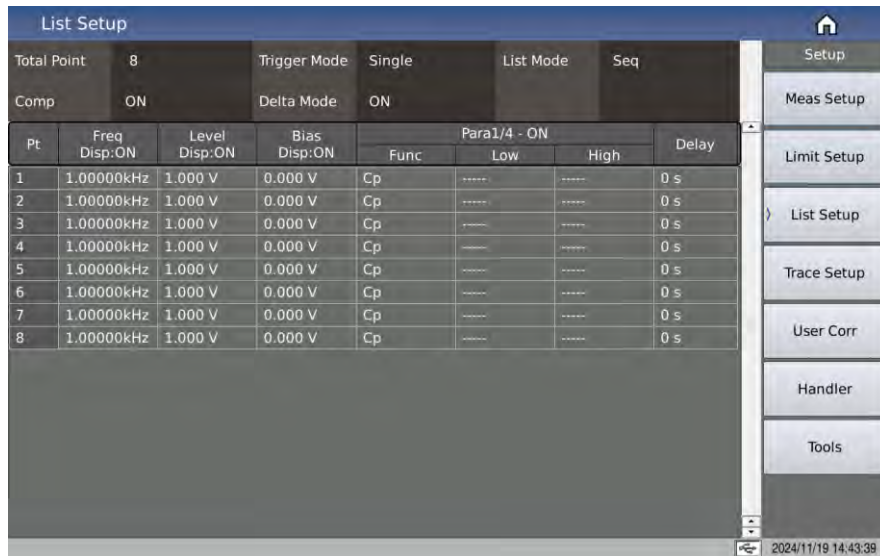 List Setup
Total Point 8 Trigger Mode Single List Mode Seq
Comp ON Delta Mode ON
Pt Freq Disp:ON Level Disp:ON Bias Disp:ON Para1/4 - ON Delay
Func Low High
1 1.00000kHz 1.000 V 0.000 V Cp ----- ----- 0 s
2 1.00000kHz 1.000 V 0.000 V Cp ----- ----- 0 s
3 1.00000kHz 1.000 V 0.000 V Cp ----- ----- 0 s
4 1.00000kHz 1.000 V 0.000 V Cp ----- ----- 0 s
5 1.00000kHz 1.000 V 0.000 V Cp ----- ----- 0 s
6 1.00000kHz 1.000 V 0.000 V Cp ----- ----- 0 s
7 1.00000kHz 1.000 V 0.000 V Cp ----- ----- 0 s
8 1.00000kHz 1.000 V 0.000 V Cp ----- ----- 0 s
Setup
Meas Setup
Limit Setup
List Setup
Trace Setup
User Corr
Handler
Tools
2024/11/19 14:43:39